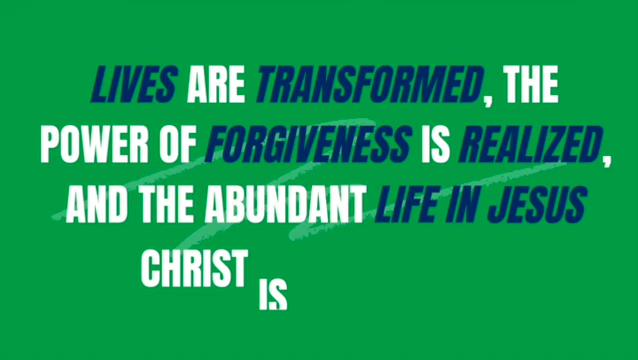 LIVES ARE TRANSFORMED, THE
POWER OF FORGIVENESS IS REALIZED,
AND THE ABUNDANT LIFE IN JESUS
CHRIST IS